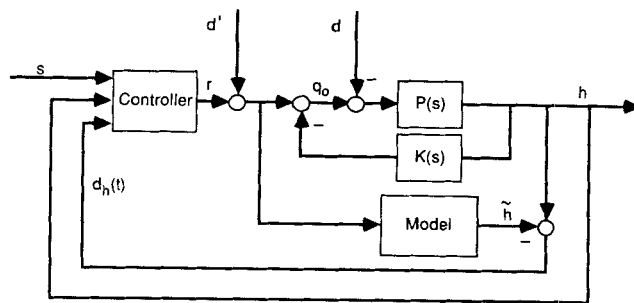 d'
d
s
r
q₀
−
h
Controller
P(s)
−
K(s)
d_h(t)
Model
h̃
−